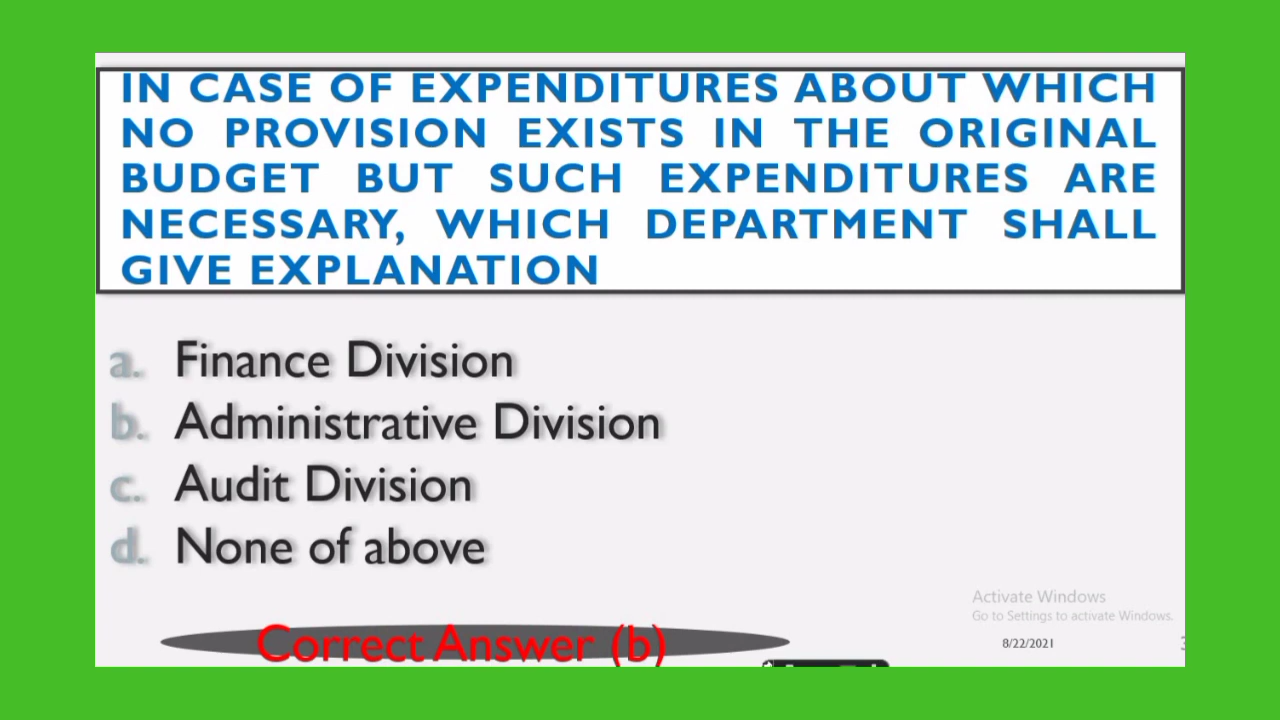 IN CASE OF EXPENDITURES ABOUT WHICH
NO PROVISION EXISTS IN THE ORIGINAL
BUDGET BUT SUCH EXPENDITURES ARE
NECESSARY, WHICH DEPARTMENT SHALL
GIVE EXPLANATION
a. Finance Division
b. Administrative Division
c. Audit Division
d. None of above
Activate Windows
Go to Settings to activate Windows.
Correct Answer (b)
8/22/2021